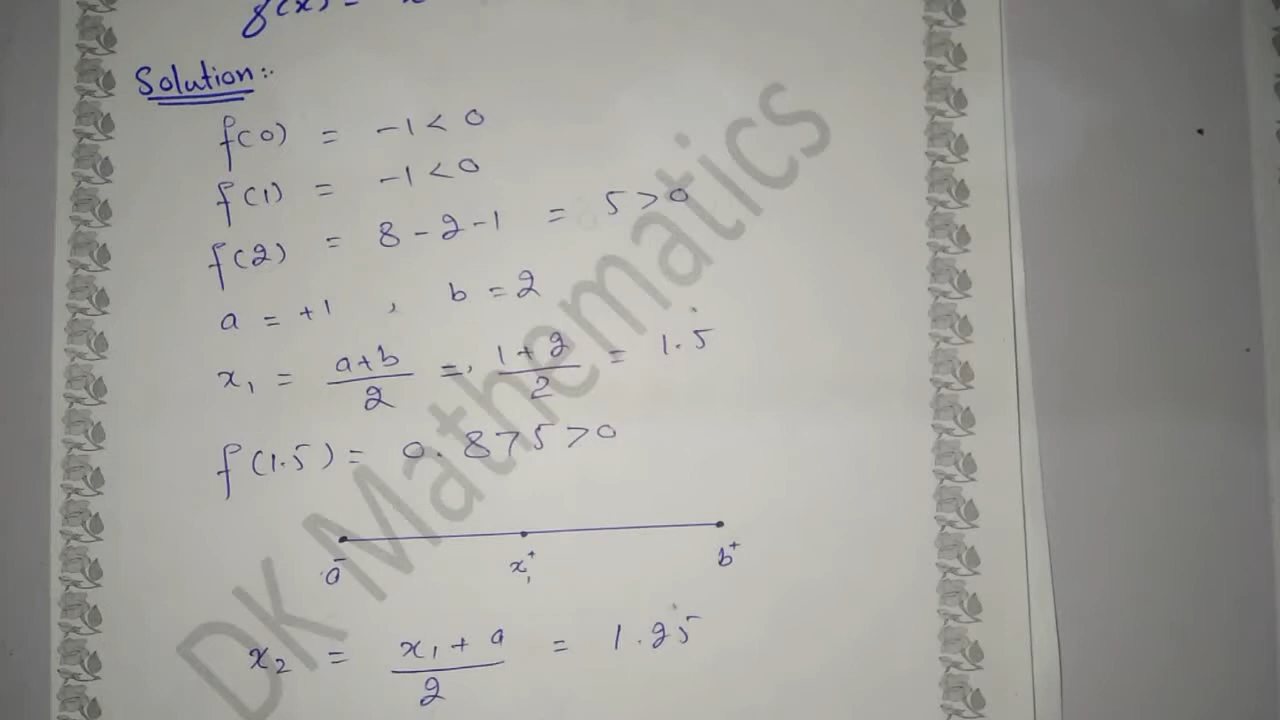 f(x) =
Solution:-
f(0) = -1 < 0
f(1) = -1 < 0
f(2) = 8 - 2 - 1 = 5 > 0
a = +1 , b = 2
x₁ = (a+b)/2 = (1+2)/2 = 1.5
f(1.5) = 0.875 > 0
a⁻ x₁⁺ b⁺
x₂ = (x₁ + a)/2 = 1.25
DK Mathematics